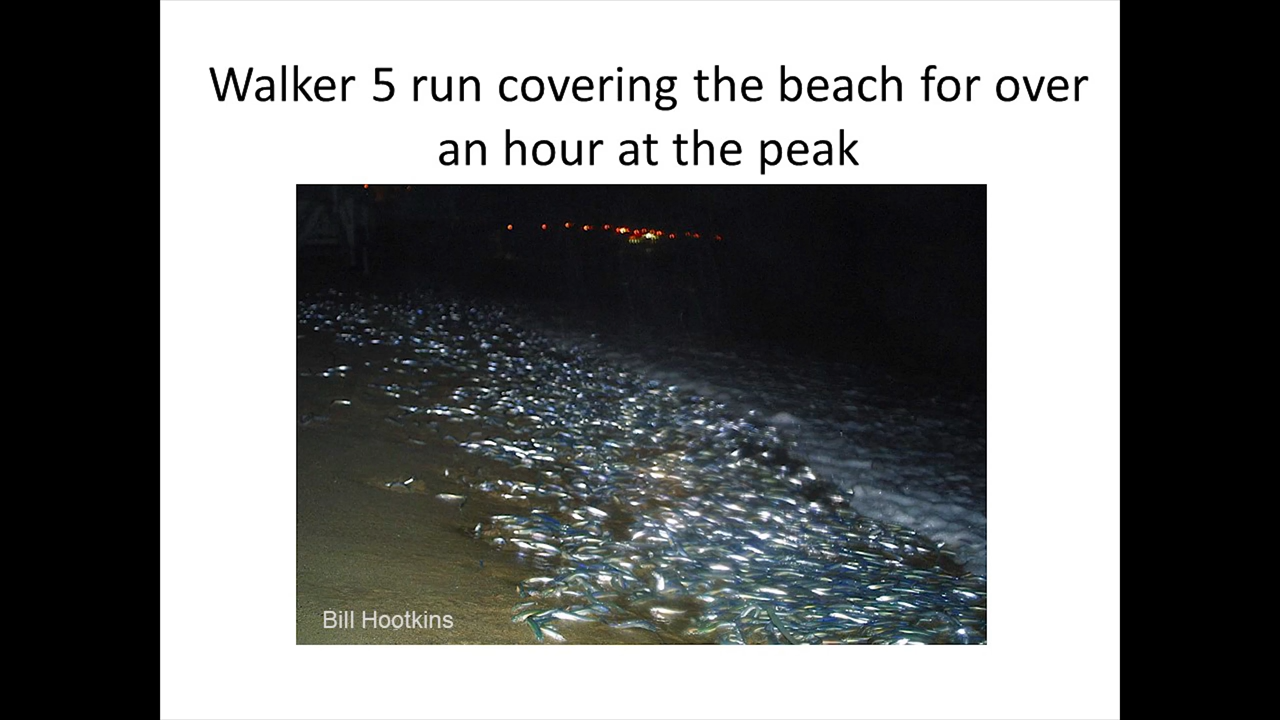 Walker 5 run covering the beach for over
an hour at the peak
Bill Hootkins